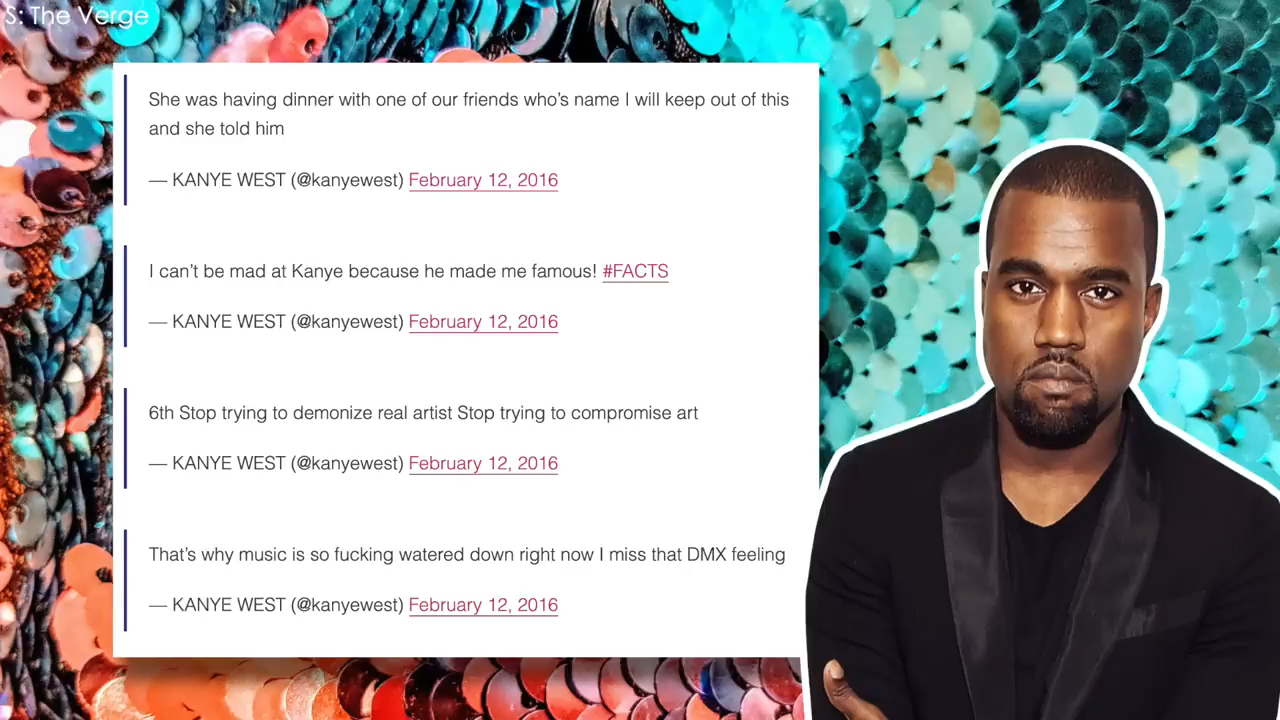 S: The Verge
She was having dinner with one of our friends who’s name I will keep out of this
and she told him
— KANYE WEST (@kanyewest) February 12, 2016
I can’t be mad at Kanye because he made me famous! #FACTS
— KANYE WEST (@kanyewest) February 12, 2016
6th Stop trying to demonize real artist Stop trying to compromise art
— KANYE WEST (@kanyewest) February 12, 2016
That’s why music is so fucking watered down right now I miss that DMX feeling
— KANYE WEST (@kanyewest) February 12, 2016